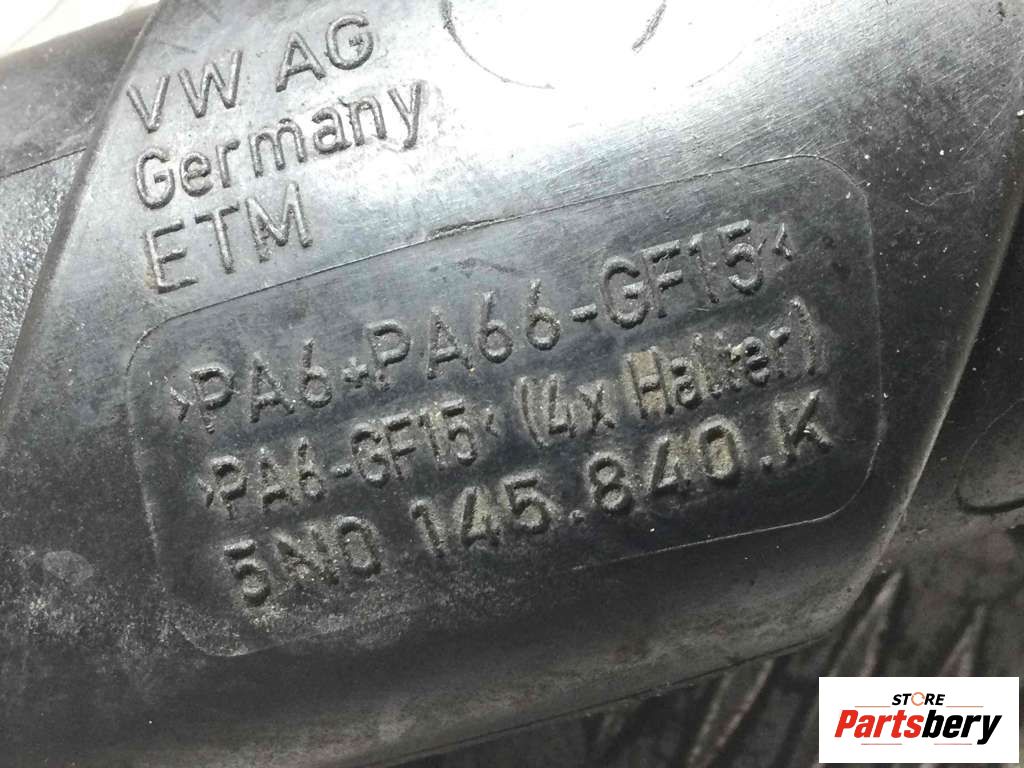 VW AG
Germany
ETM
>PA6*PA66-GF15<
>PA6-GF15< (4x Halter)
5N0 145.840.K
STORE
Partsbery